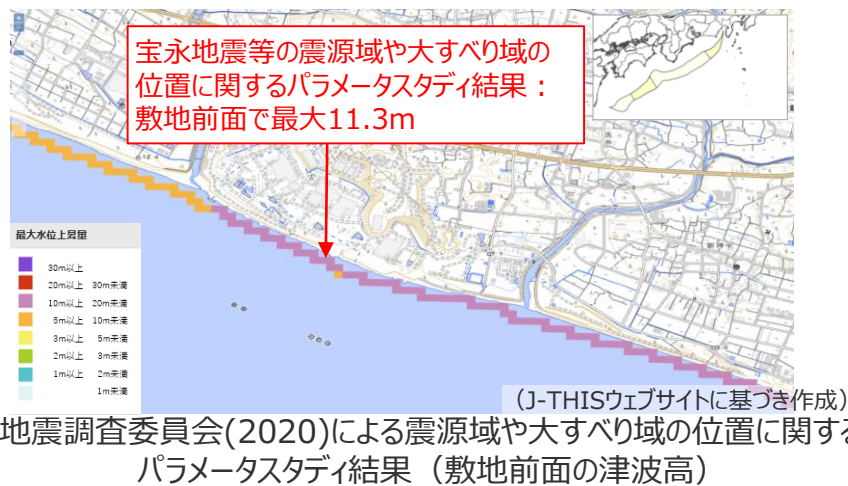 宝永地震等の震源域や大すべり域の
位置に関するパラメータスタディ結果：
敷地前面で最大11.3m
最大水位上昇量
30m以上
20m以上 30m未満
10m以上 20m未満
5m以上 10m未満
3m以上 5m未満
2m以上 3m未満
1m以上 2m未満
1m未満
（J-THISウェブサイトに基づき作成）
地震調査委員会(2020)による震源域や大すべり域の位置に関する
パラメータスタディ結果（敷地前面の津波高）